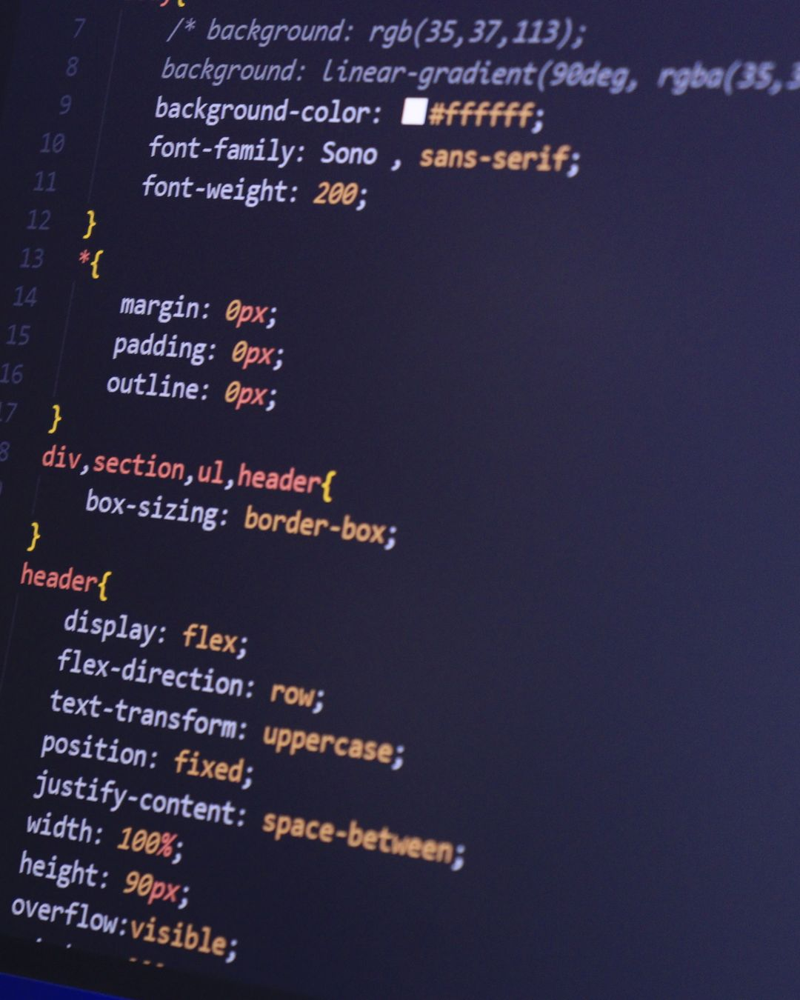 7 /* background: rgb(35,37,113);
8 background: linear-gradient(90deg, rgba(35,3
9 background-color: #ffffff;
10 font-family: Sono , sans-serif;
11 font-weight: 200;
12 }
13 *{
14 margin: 0px;
15 padding: 0px;
16 outline: 0px;
17 }
8 div,section,ul,header{
box-sizing: border-box;
}
header{
display: flex;
flex-direction: row;
text-transform: uppercase;
position: fixed;
justify-content: space-between;
width: 100%;
height: 90px;
overflow:visible;